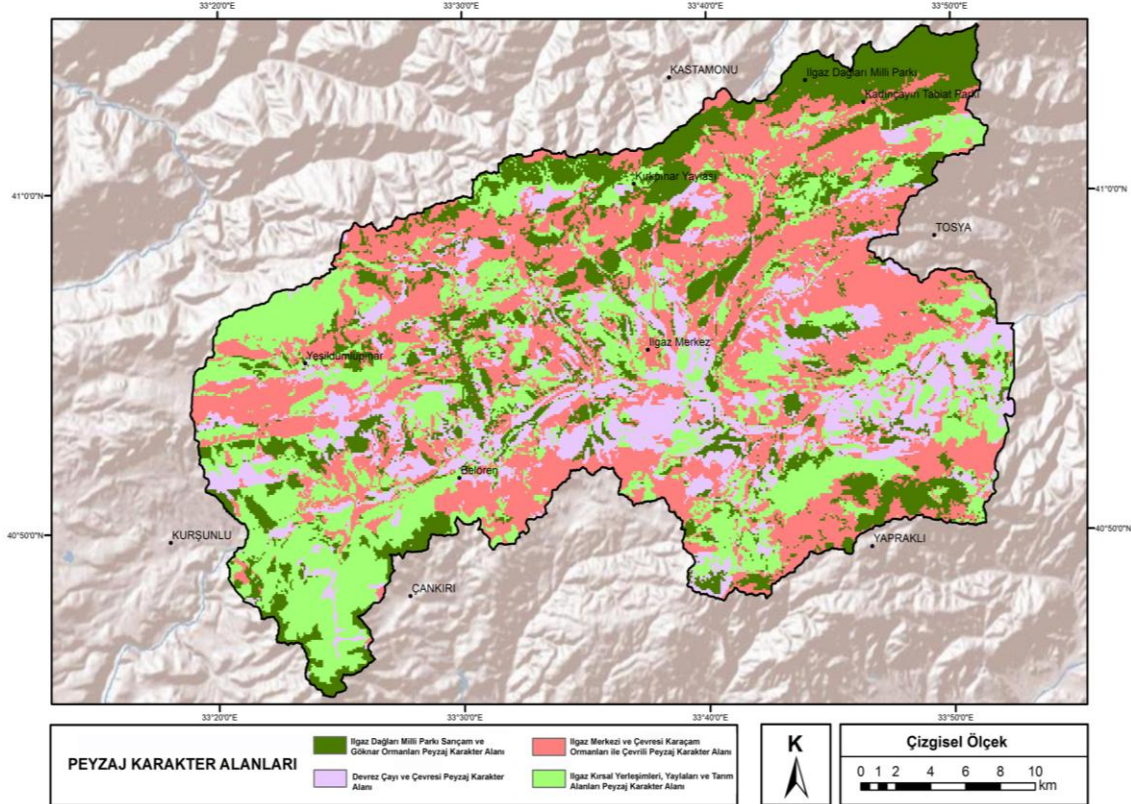 33°20'0"E 33°30'0"E 33°40'0"E 33°50'0"E
KASTAMONU
Ilgaz Dağları Milli Parkı
Kadınçayırı Tabiat Parkı
41°0'0"N 41°0'0"N
Kırkpınar Yaylası
TOSYA
Ilgaz Merkez
Yeşildumlupınar
Belören
40°50'0"N 40°50'0"N
KURŞUNLU
YAPRAKLI
ÇANKIRI
33°20'0"E 33°30'0"E 33°40'0"E 33°50'0"E
PEYZAJ KARAKTER ALANLARI
Ilgaz Dağları Milli Parkı Sarıçam ve
Göknar Ormanları Peyzaj Karakter Alanı
Devrez Çayı ve Çevresi Peyzaj Karakter
Alanı
Ilgaz Merkezi ve Çevresi Karaçam
Ormanları ile Çevrili Peyzaj Karakter Alanı
Ilgaz Kırsal Yerleşimleri, Yaylaları ve Tarım
Alanları Peyzaj Karakter Alanı
K
Çizgisel Ölçek
0 1 2 4 6 8 10
km